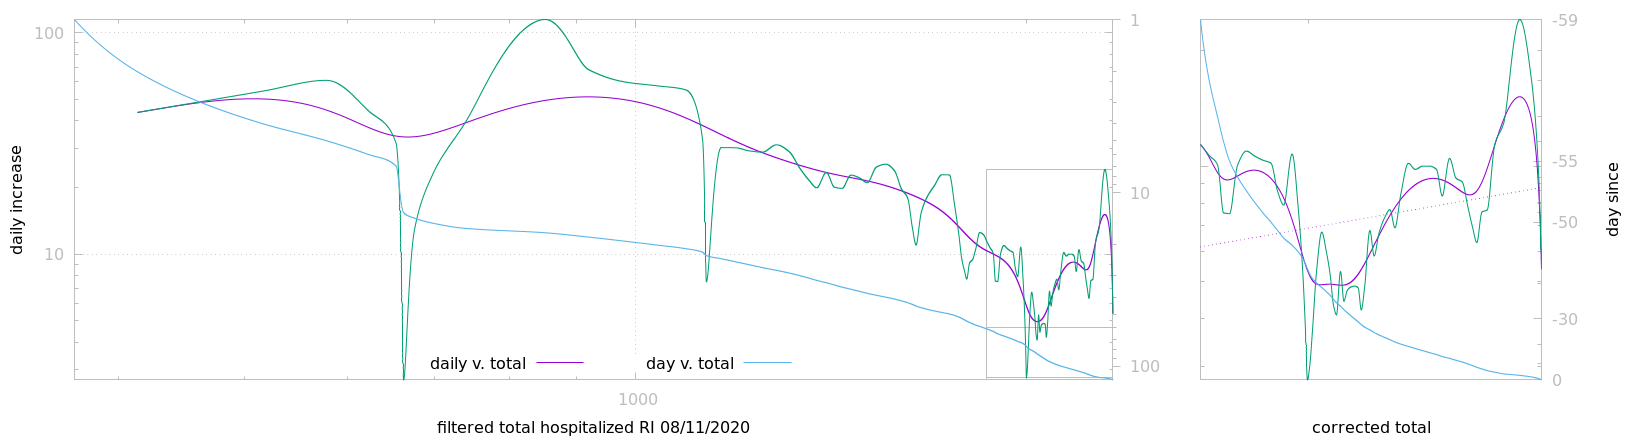 daily increase
100
10
1
10
100
1000
daily v. total
day v. total
filtered total hospitalized RI 08/11/2020
-59
-55
-50
-30
0
day since
corrected total